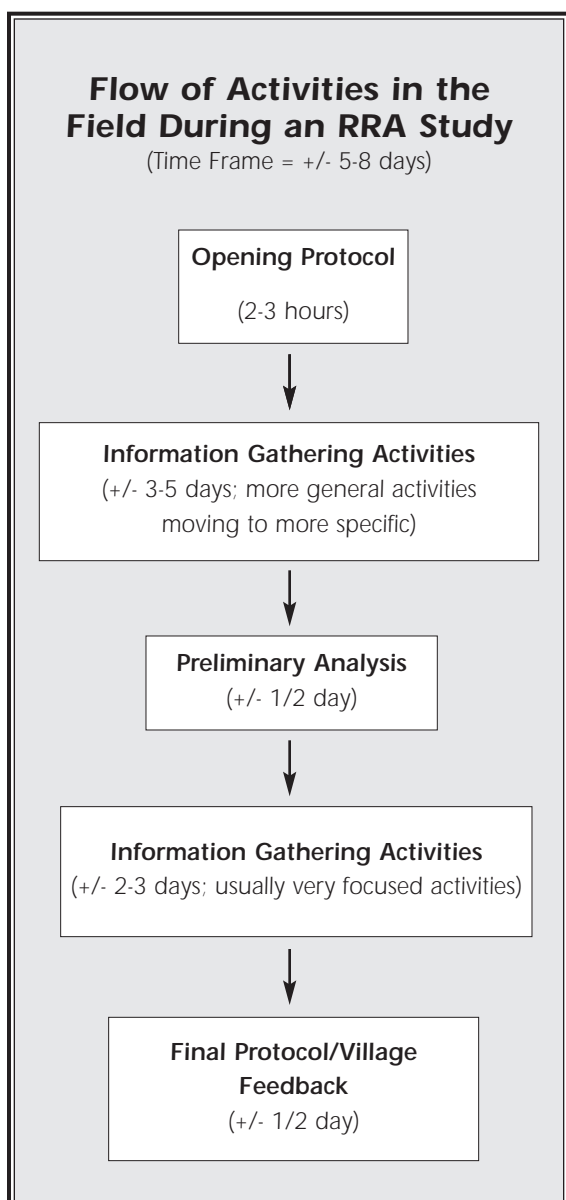 Flow of Activities in the
Field During an RRA Study
(Time Frame = +/- 5-8 days)
Opening Protocol
(2-3 hours)
Information Gathering Activities
(+/- 3-5 days; more general activities
moving to more specific)
Preliminary Analysis
(+/- 1/2 day)
Information Gathering Activities
(+/- 2-3 days; usually very focused activities)
Final Protocol/Village
Feedback
(+/- 1/2 day)